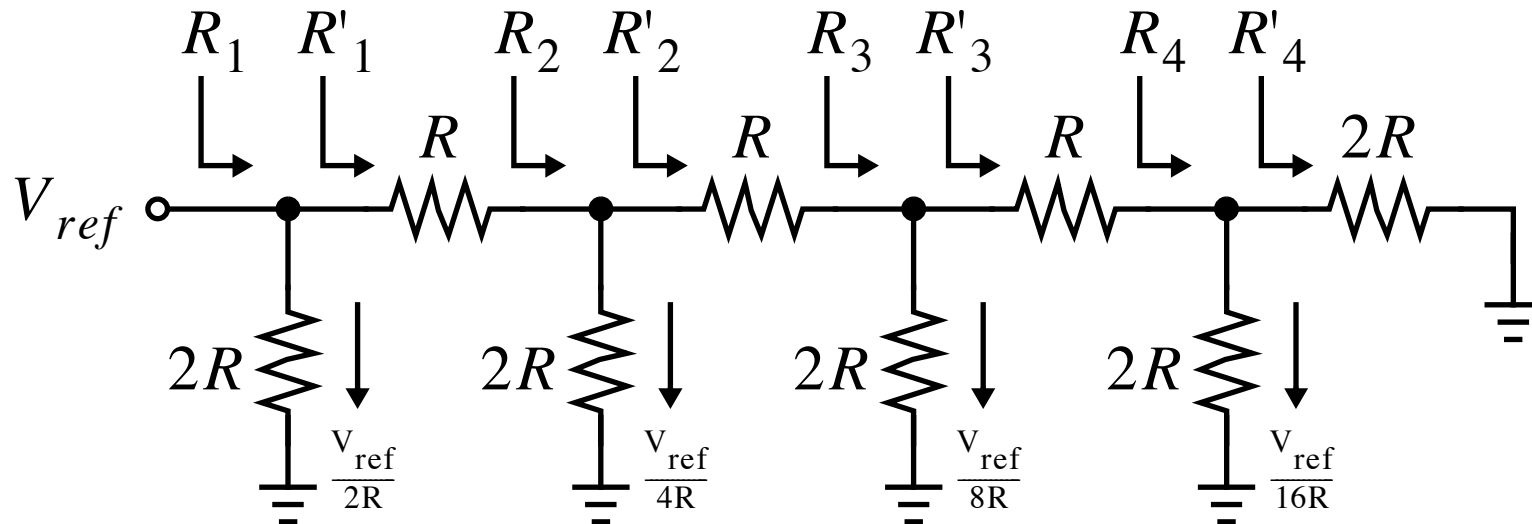 R1 R'1 R2 R'2 R3 R'3 R4 R'4
R R R 2R
Vref
2R 2R 2R 2R
Vref/2R Vref/4R Vref/8R Vref/16R